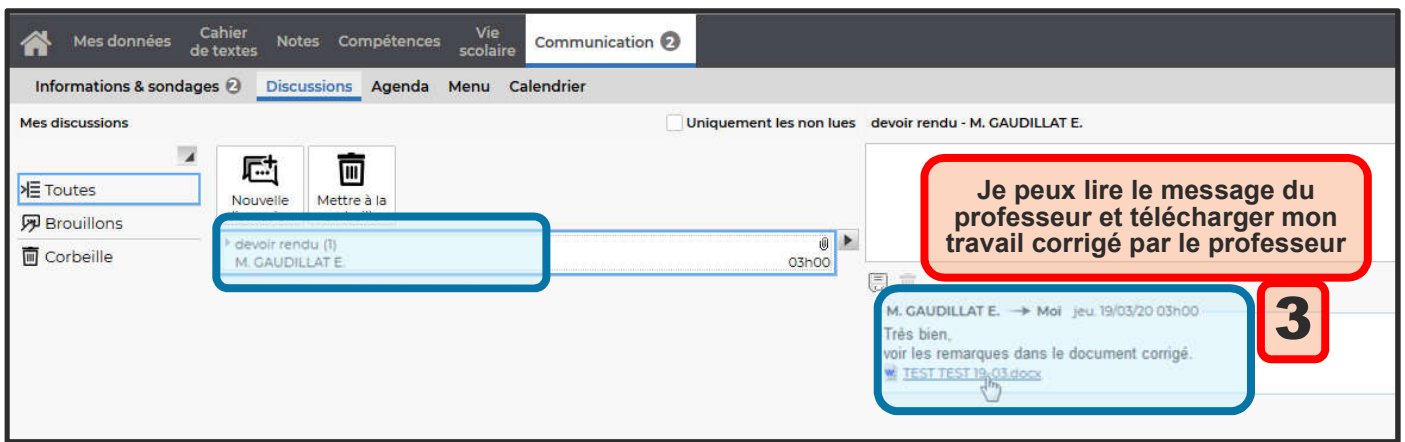 Mes données
Cahier
de textes
Notes
Compétences
Vie
scolaire
Communication 2
Informations & sondages 2
Discussions
Agenda
Menu
Calendrier
Mes discussions
Uniquement les non lues
devoir rendu - M. GAUDILLAT E.
Toutes
Brouillons
Corbeille
Nouvelle
Mettre à la
devoir rendu (1)
M. GAUDILLAT E.
03h00
Je peux lire le message du
professeur et télécharger mon
travail corrigé par le professeur
3
M. GAUDILLAT E. → Moi jeu. 19/03/20 03h00
Très bien,
voir les remarques dans le document corrigé.
TEST TEST 19-03.docx